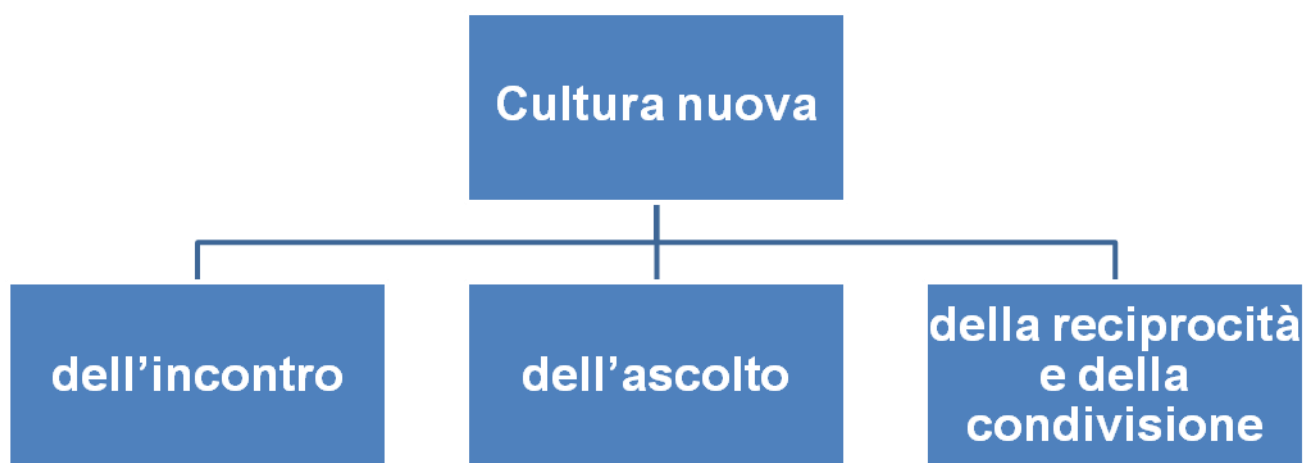 Cultura nuova
dell’incontro
dell’ascolto
della reciprocità
e della
condivisione